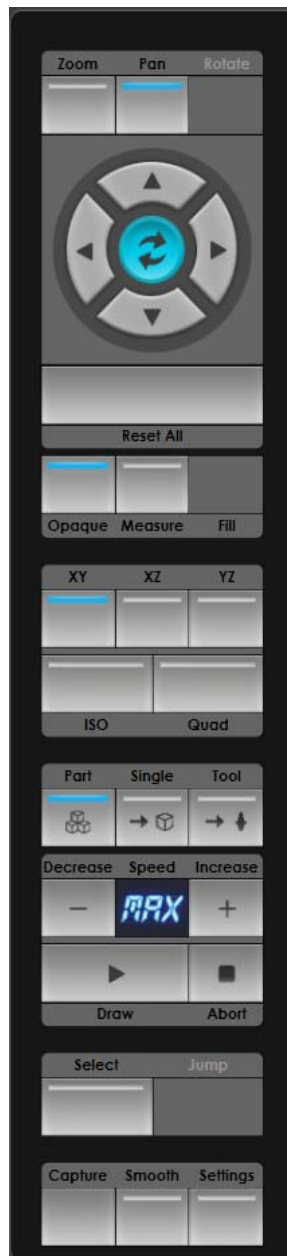 Zoom Pan Rotate
Reset All
Opaque Measure Fill
XY XZ YZ
ISO Quad
Part Single Tool
Decrease Speed Increase
MAX
Draw Abort
Select Jump
Capture Smooth Settings